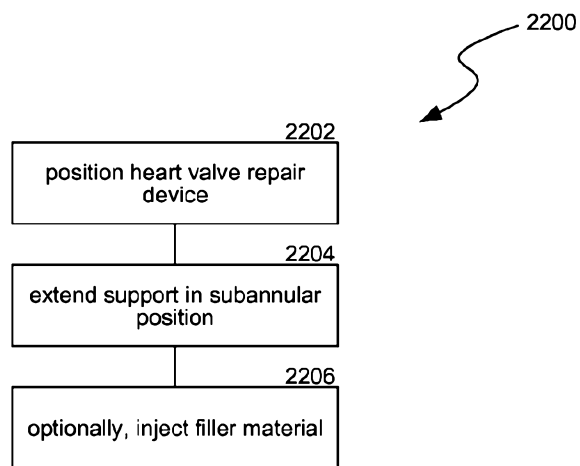 2200
2202
position heart valve repair
device
2204
extend support in subannular
position
2206
optionally, inject filler material